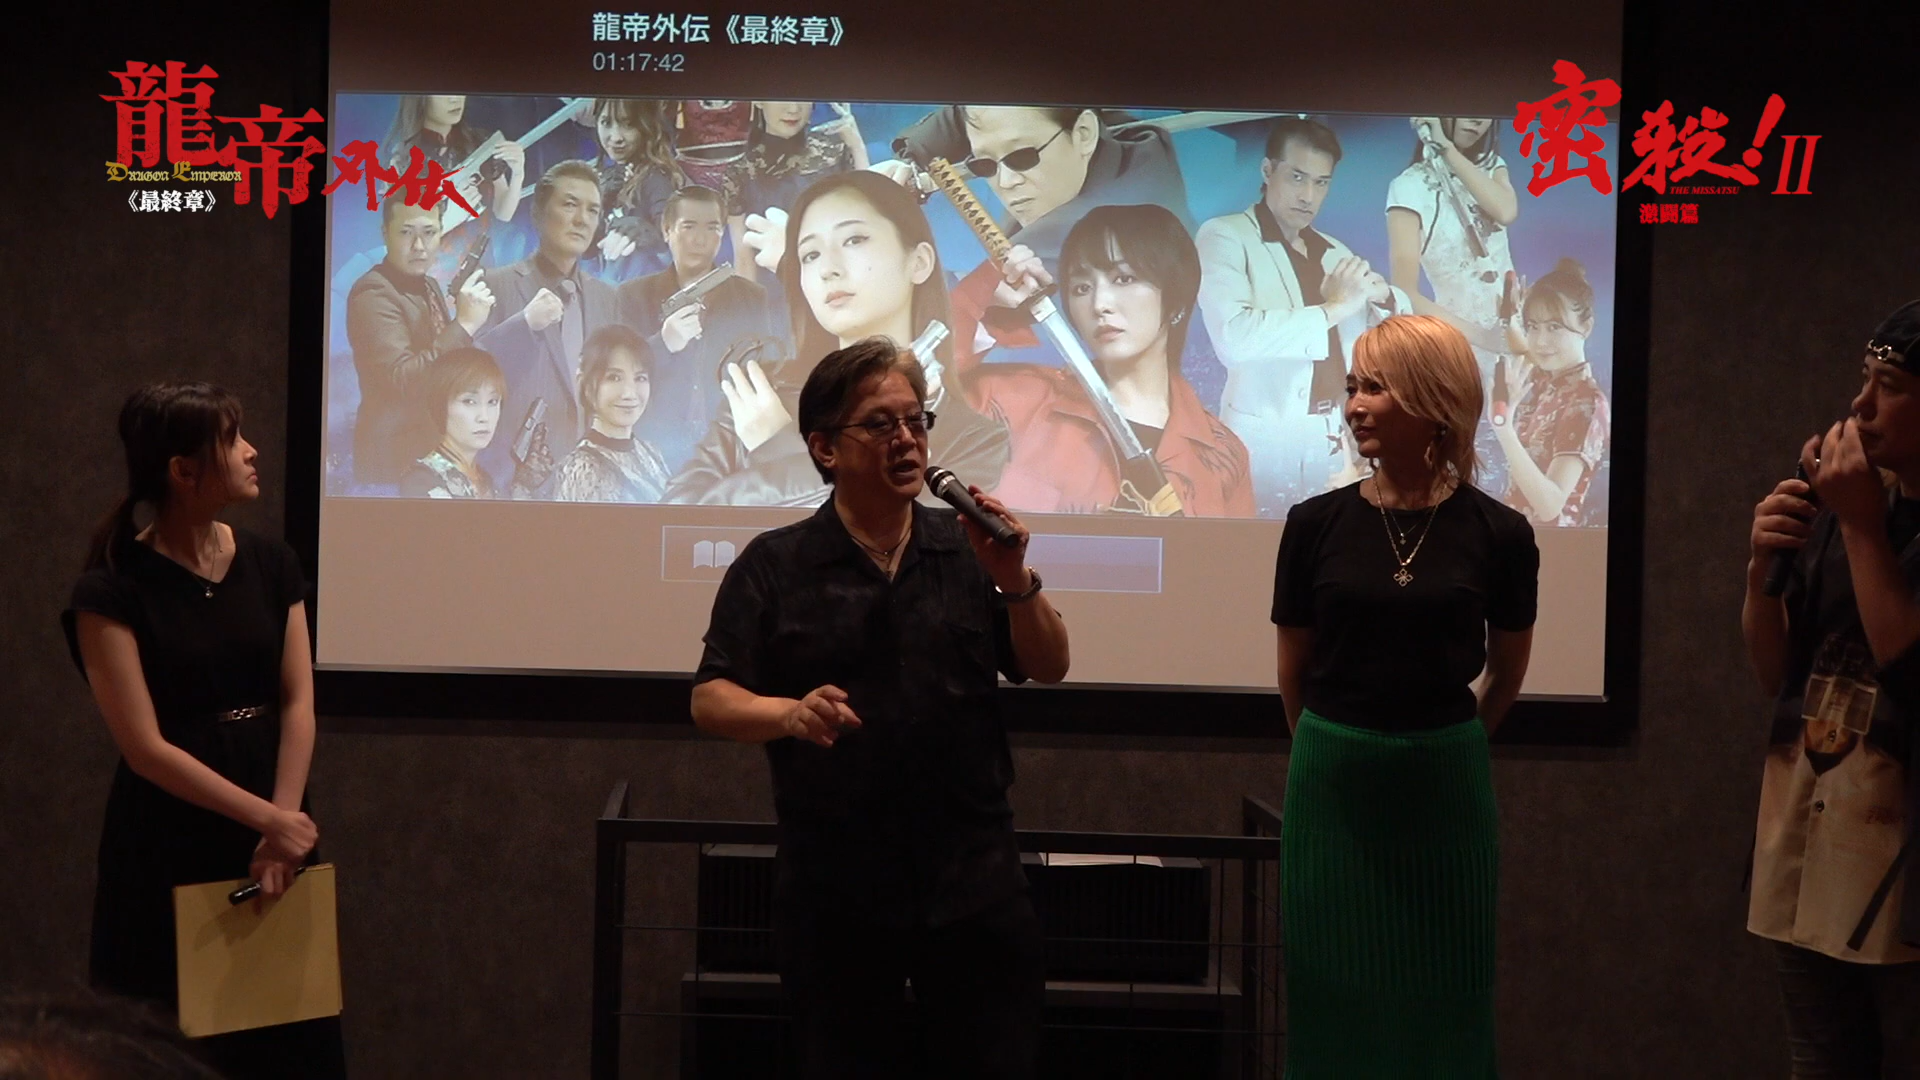 龍帝外伝《最終章》
01:17:42
龍帝外伝
DRAGON EMPEROR
《最終章》
密殺!II
THE MISSATSU
激闘篇